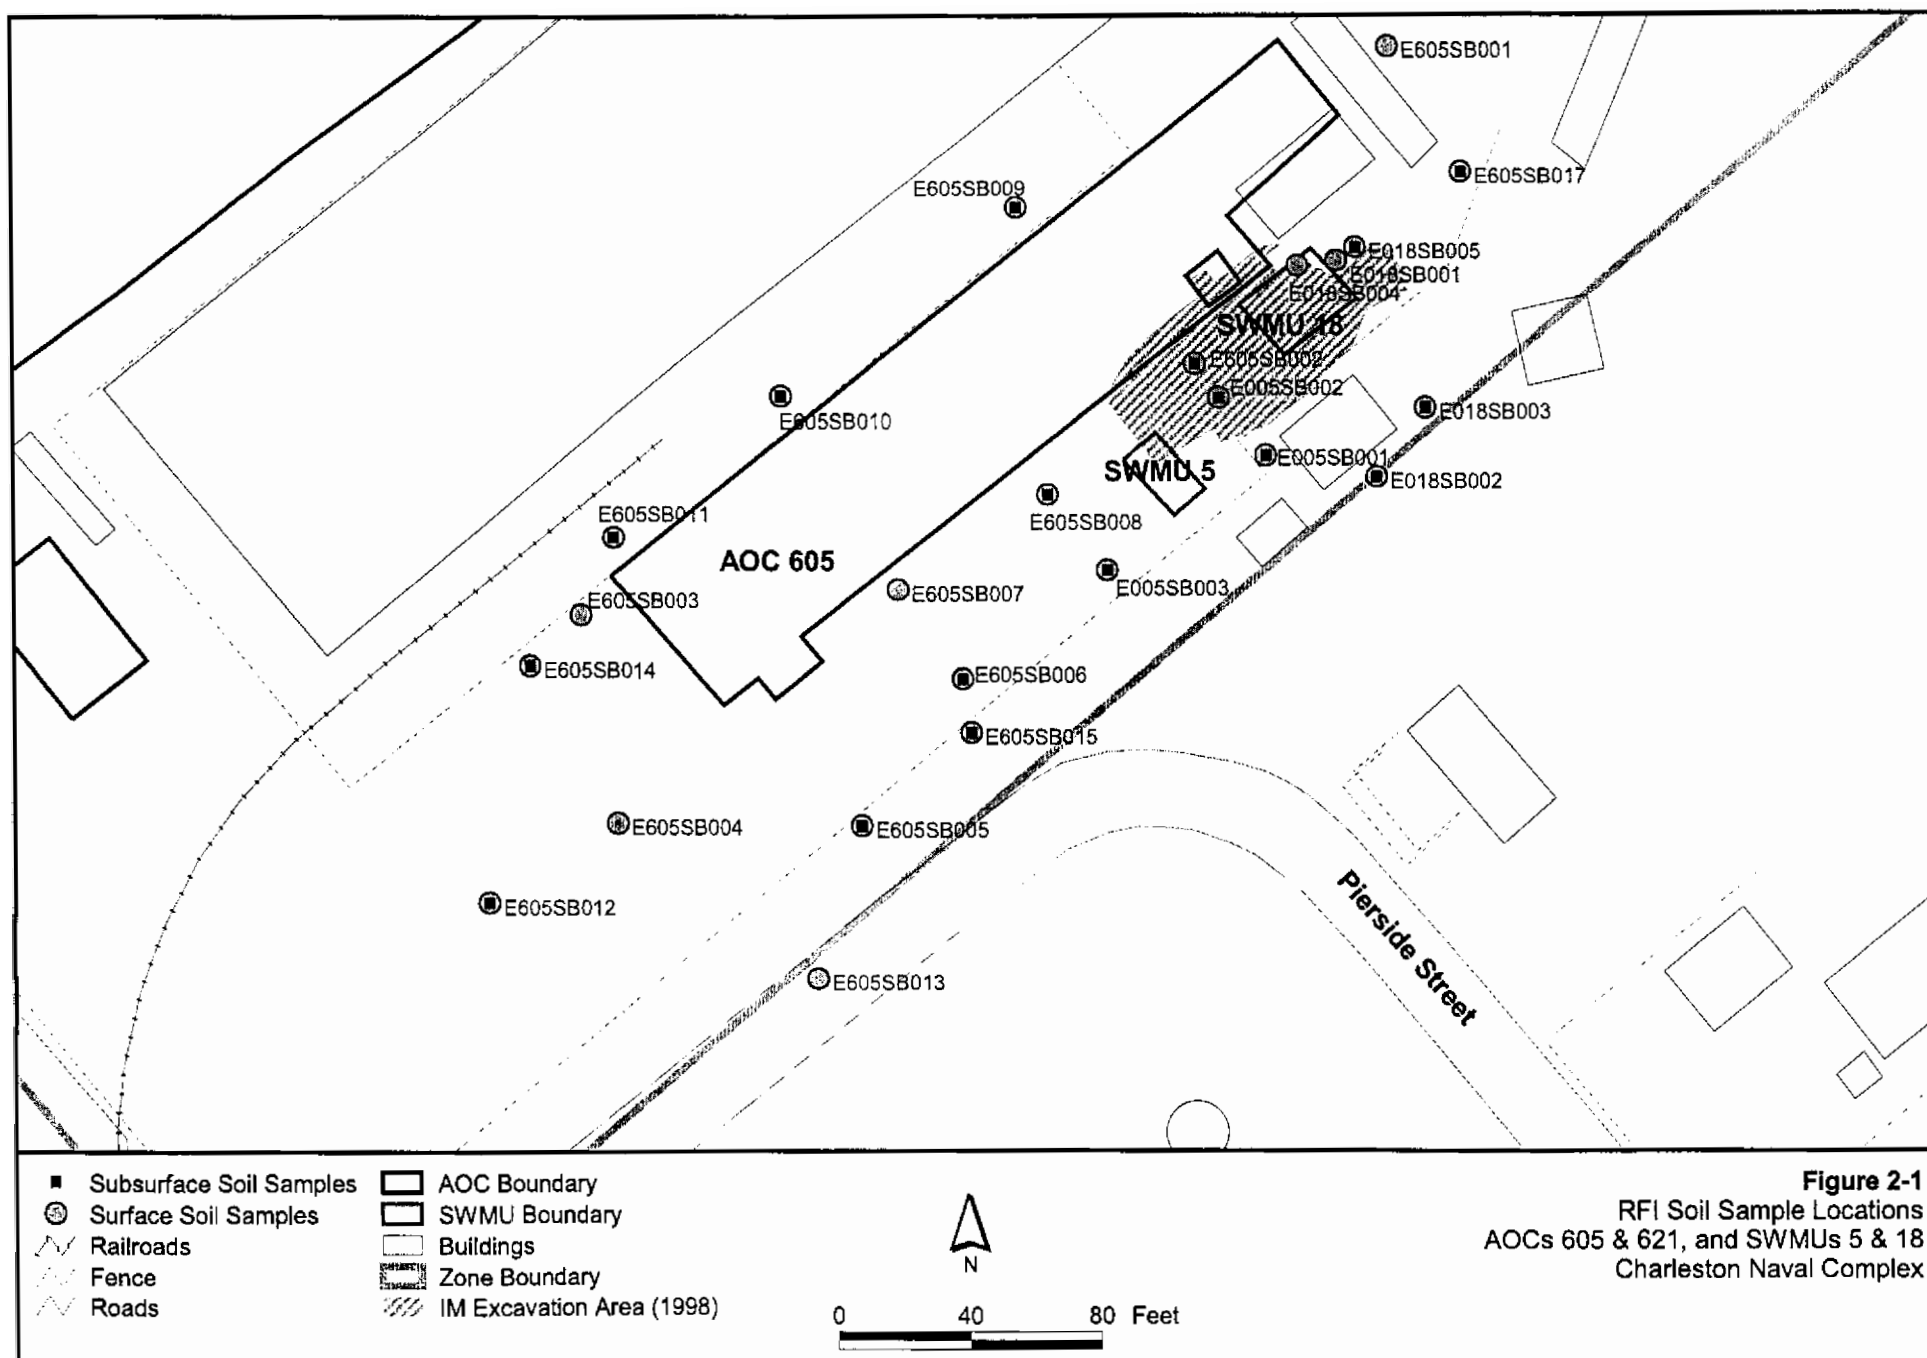 E605SB001
E605SB017
E605SB009
E018SB005
E018SB001
E018SB004
SWMU 18
E605SB002
E005SB002
E018SB003
E605SB010
E005SB001
SWMU 5
E018SB002
E605SB011
E605SB008
AOC 605
E605SB003
E605SB007
E005SB003
E605SB014
E605SB006
E605SB015
E605SB004
E605SB005
E605SB012
E605SB013
Pierside Street
Subsurface Soil Samples
Surface Soil Samples
Railroads
Fence
Roads
AOC Boundary
SWMU Boundary
Buildings
Zone Boundary
IM Excavation Area (1998)
N
0 40 80 Feet
Figure 2-1
RFI Soil Sample Locations
AOCs 605 & 621, and SWMUs 5 & 18
Charleston Naval Complex